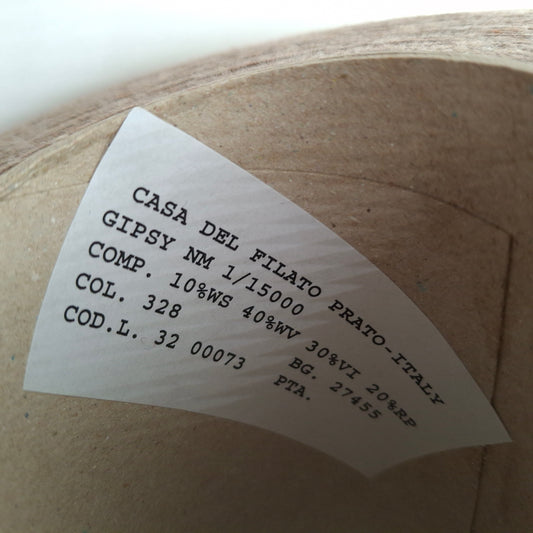 CASA DEL FILATO PRATO-ITALY
GIPSY NM 1/15000
COMP. 10%WS 40%WV 30%VI 20%RP
COL. 328 BG. 27455
COD.L. 32 00073 PTA.